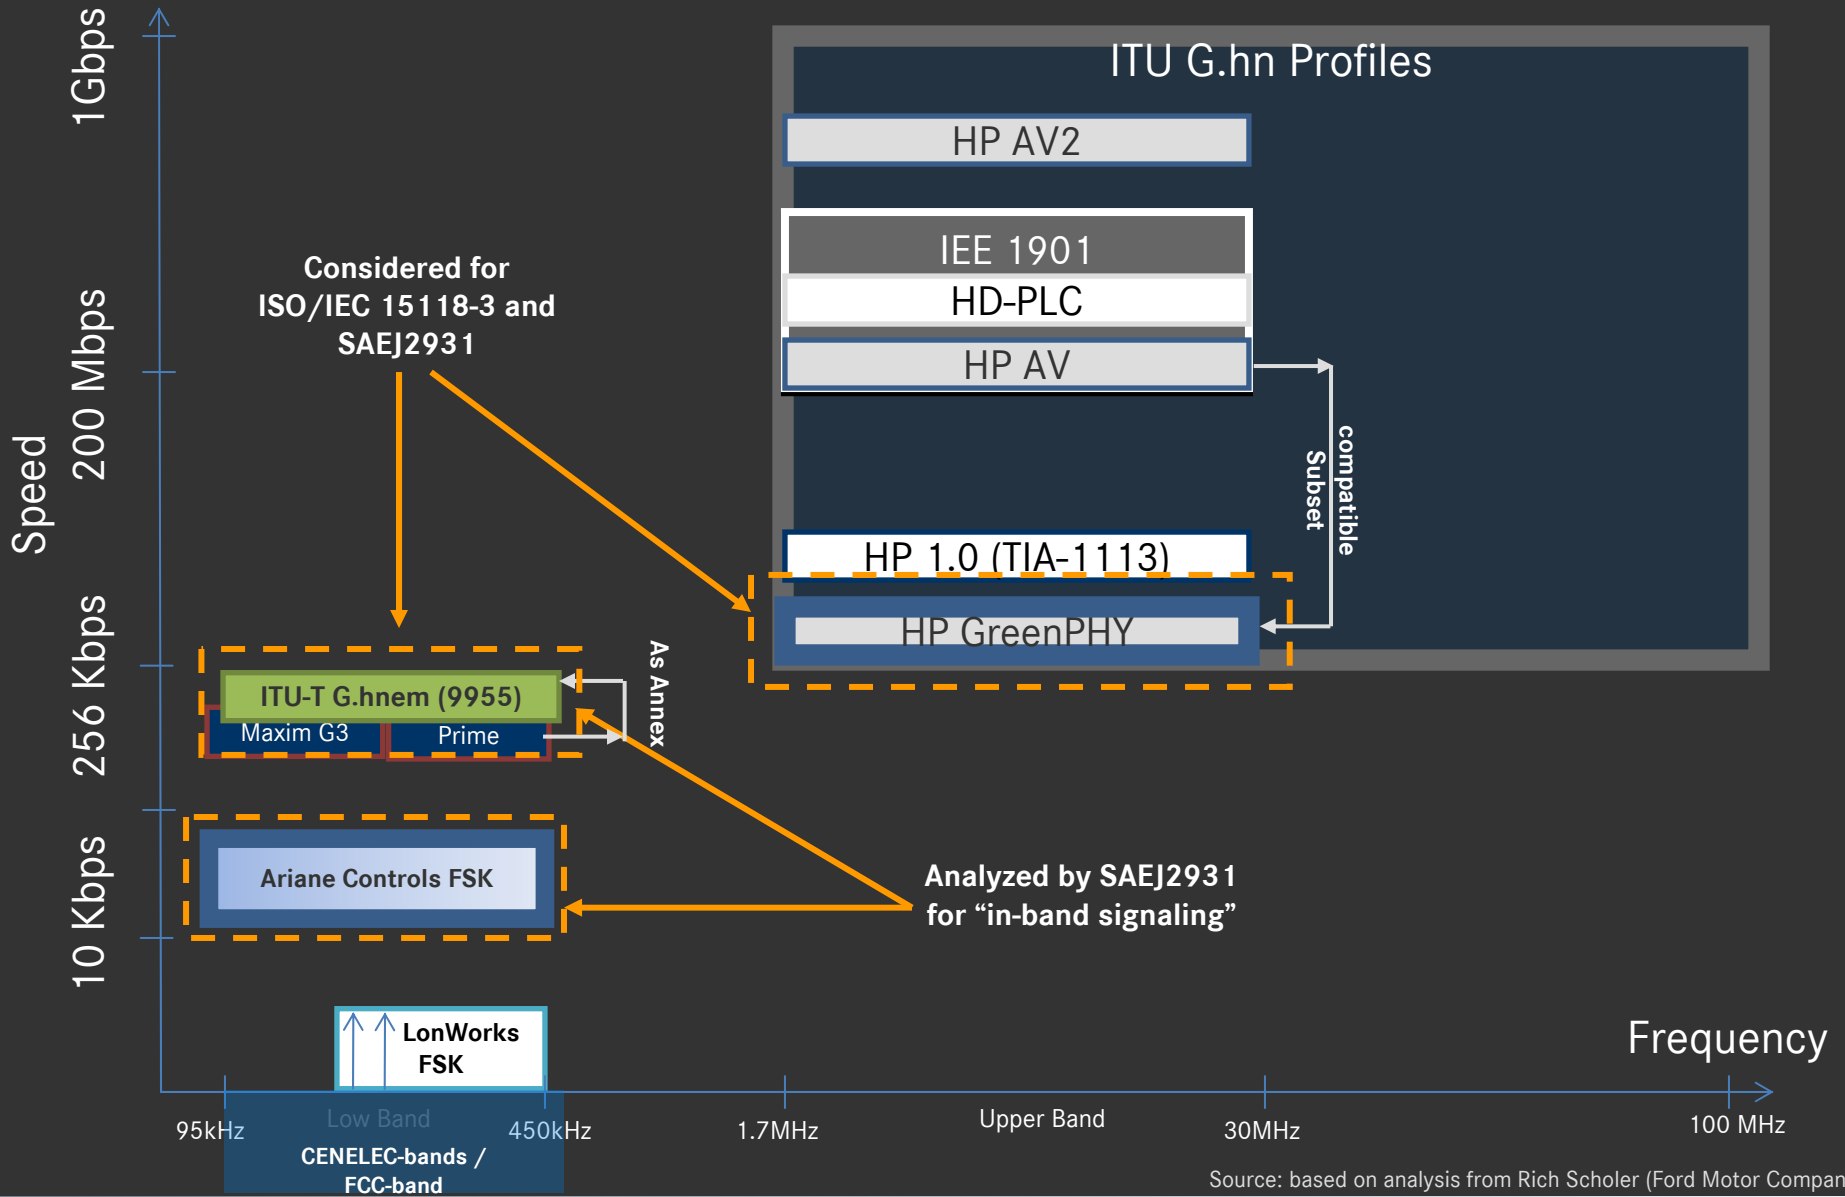 ITU G.hn Profiles
HP AV2
IEE 1901
HD-PLC
HP AV
HP 1.0 (TIA-1113)
HP GreenPHY
compatible
Subset
Considered for
ISO/IEC 15118-3 and
SAEJ2931
ITU-T G.hnem (9955)
Maxim G3
Prime
As Annex
Ariane Controls FSK
Analyzed by SAEJ2931
for “in-band signaling”
LonWorks
FSK
Speed
1Gbps
200 Mbps
256 Kbps
10 Kbps
Frequency
95kHz
Low Band
450kHz
1.7MHz
Upper Band
30MHz
100 MHz
CENELEC-bands /
FCC-band
Source: based on analysis from Rich Scholer (Ford Motor Compan